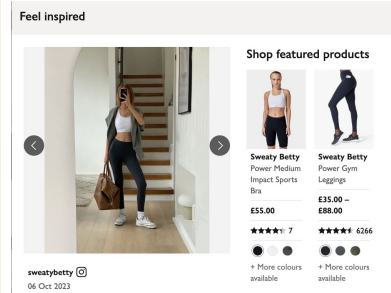 Feel inspired
Shop featured products
Sweaty Betty
Power Medium
Impact Sports
Bra
£55.00
7
+ More colours
available
Sweaty Betty
Power Gym
Leggings
£35.00 –
£88.00
6266
+ More colours
available
sweatybetty
06 Oct 2023